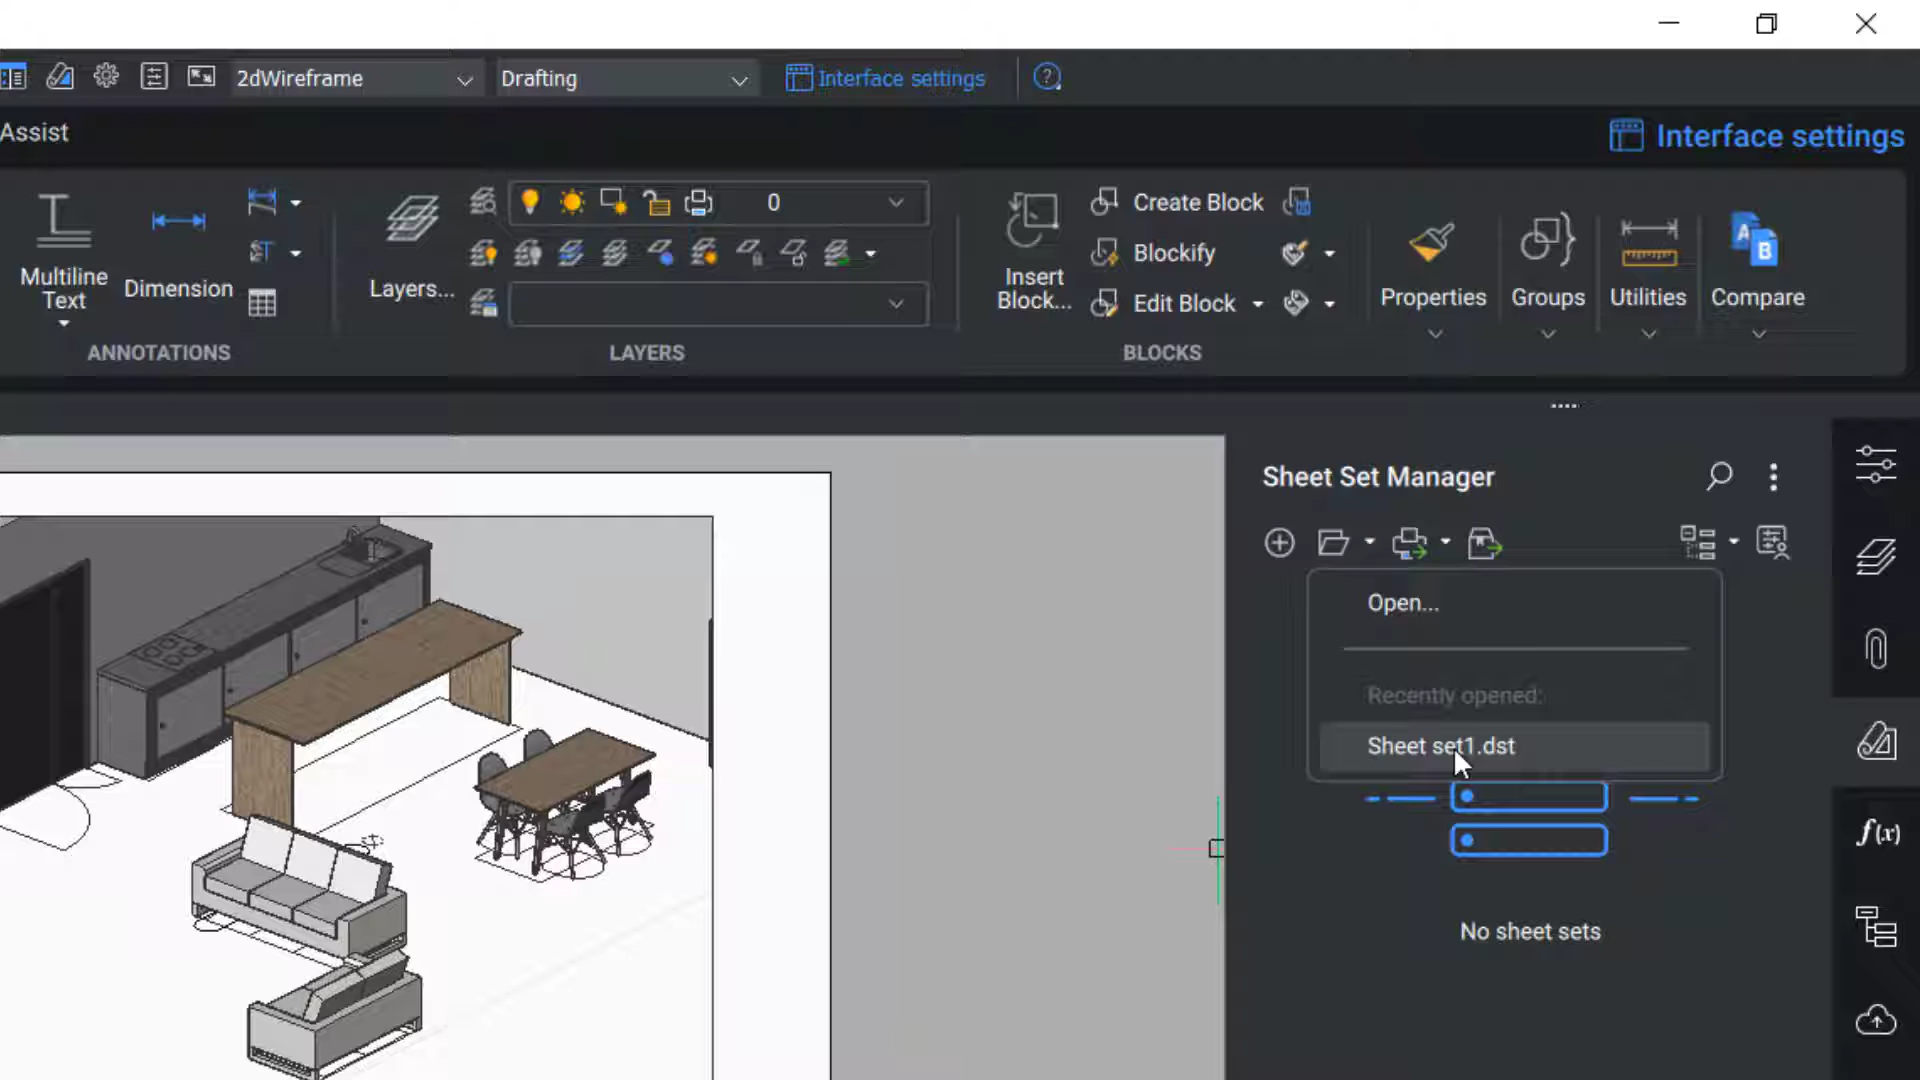 2dWireframe
Drafting
Interface settings
Assist
Interface settings
Multiline
Text
Dimension
Layers...
0
Insert
Block...
Create Block
Blockify
Edit Block
Properties
Groups
Utilities
Compare
A
B
ANNOTATIONS
LAYERS
BLOCKS
Sheet Set Manager
Open...
Recently opened:
Sheet set1.dst
No sheet sets
f(x)